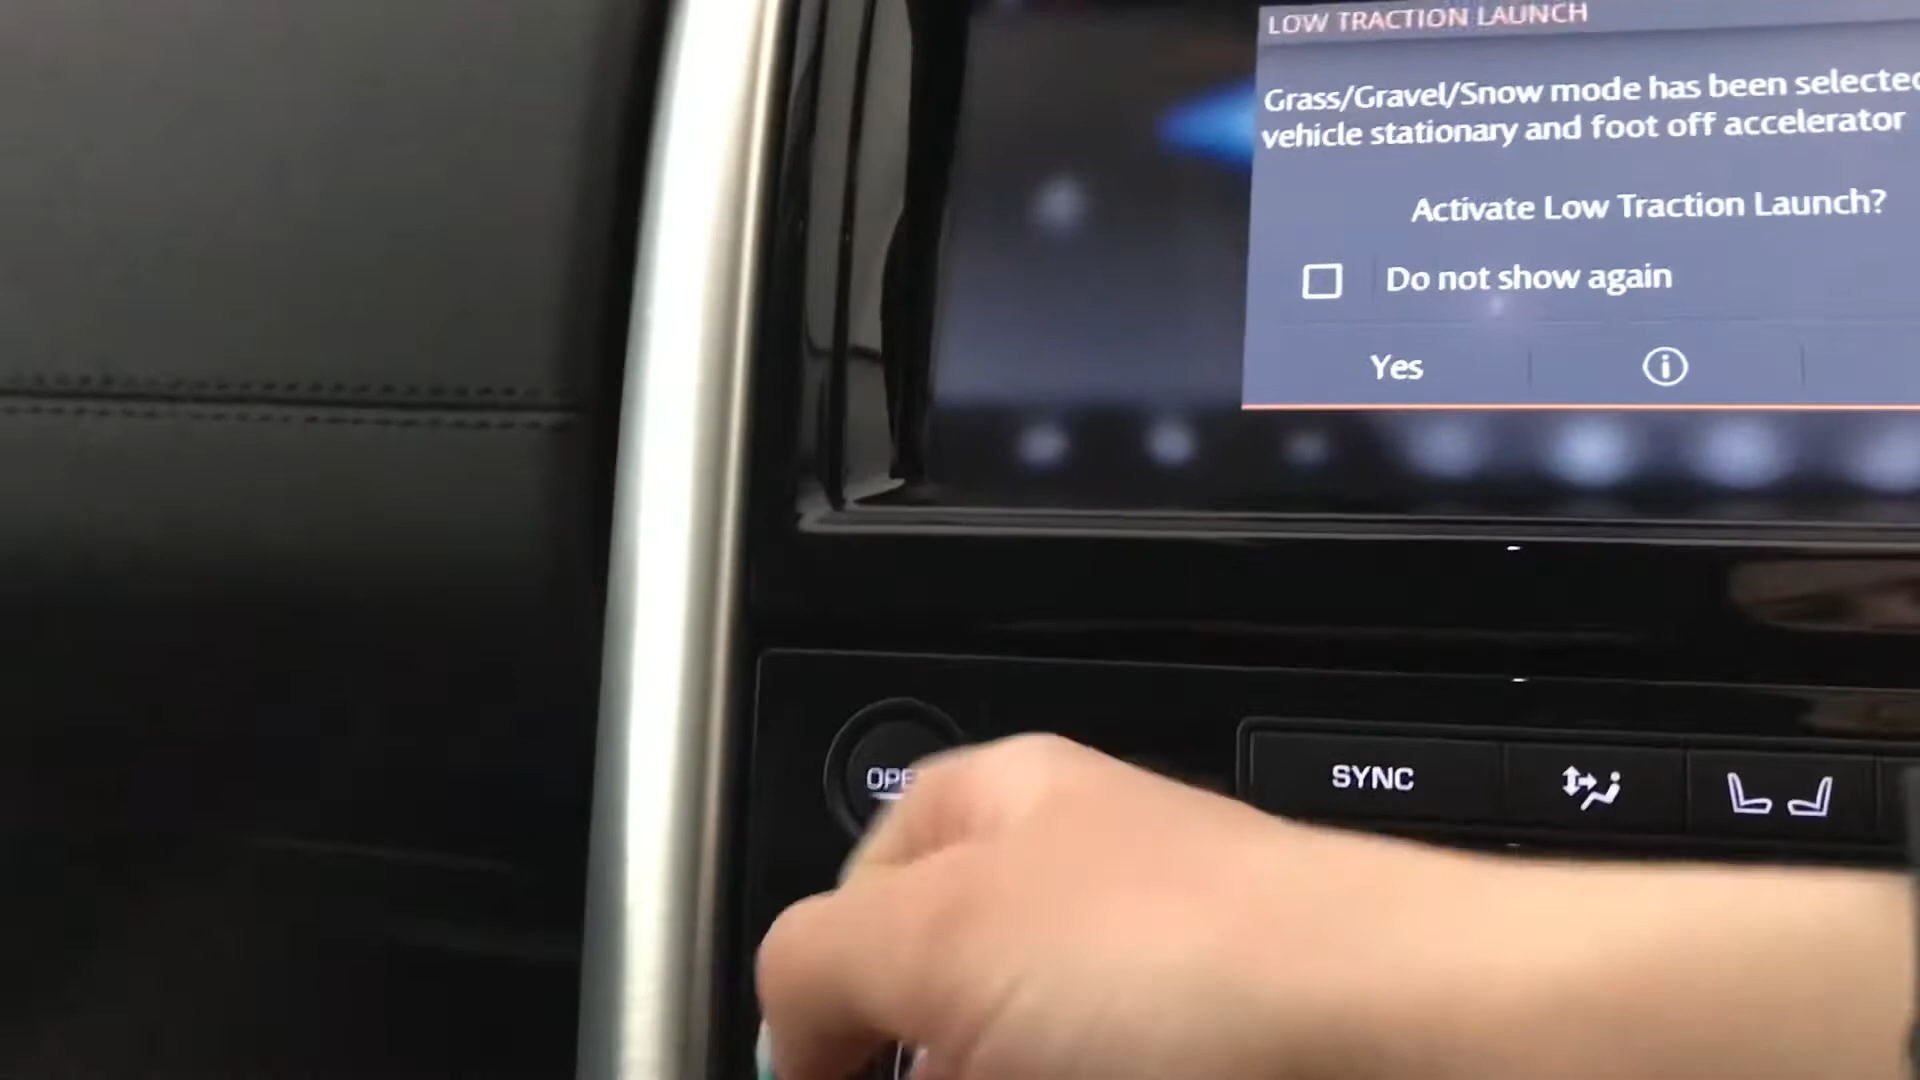 LOW TRACTION LAUNCH
Grass/Gravel/Snow mode has been selected
vehicle stationary and foot off accelerator
Activate Low Traction Launch?
Do not show again
Yes
SYNC